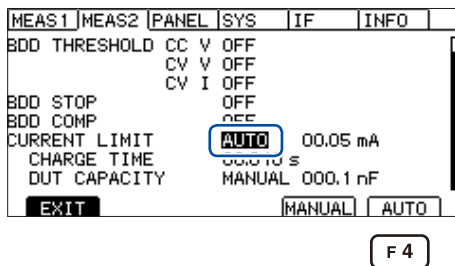 MEAS1 MEAS2 PANEL SYS IF INFO
BDD THRESHOLD CC V OFF
CV V OFF
CV I OFF
BDD STOP OFF
BDD COMP OFF
CURRENT LIMIT AUTO 00.05 mA
CHARGE TIME s
DUT CAPACITY MANUAL 000.1 nF
EXIT MANUAL AUTO
F4